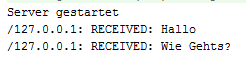 Server gestartet
/127.0.0.1: RECEIVED: Hallo
/127.0.0.1: RECEIVED: Wie Gehts?